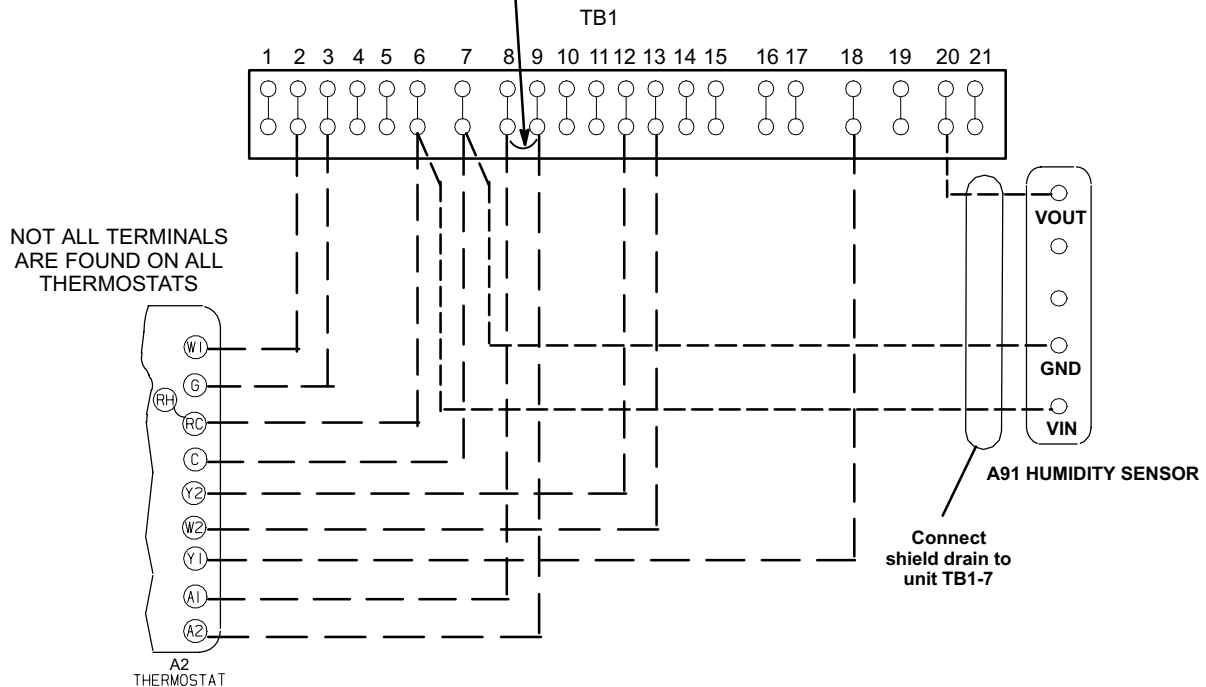 TB1
1 2 3 4 5 6 7 8 9 10 11 12 13 14 15 16 17 18 19 20 21
VOUT
GND
VIN
A91 HUMIDITY SENSOR
Connect
shield drain to
unit TB1-7
NOT ALL TERMINALS
ARE FOUND ON ALL
THERMOSTATS
W1
G
RH
RC
C
Y2
W2
Y1
A1
A2
A2
THERMOSTAT